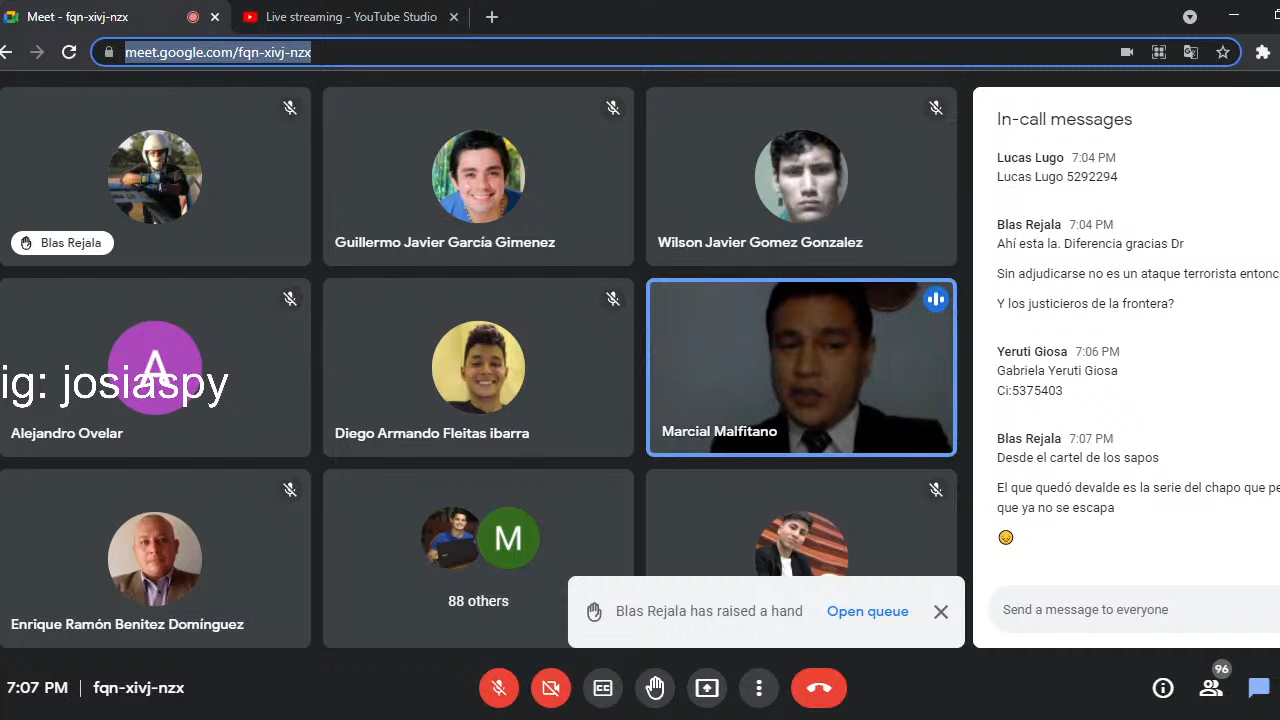 Meet - fqn-xivj-nzx
Live streaming - YouTube Studio
meet.google.com/fqn-xivj-nzx
Blas Rejala
Guillermo Javier García Gimenez
Wilson Javier Gomez Gonzalez
A
ig: josiaspy
Alejandro Ovelar
Diego Armando Fleitas ibarra
Marcial Malfitano
Enrique Ramón Benitez Domínguez
M
88 others
Blas Rejala has raised a hand
Open queue
In-call messages
Lucas Lugo 7:04 PM
Lucas Lugo 5292294
Blas Rejala 7:04 PM
Ahí esta la. Diferencia gracias Dr
Sin adjudicarse no es un ataque terrorista
Y los justicieros de la frontera?
Yeruti Giosa 7:06 PM
Gabriela Yeruti Giosa
Ci:5375403
Blas Rejala 7:07 PM
Desde el cartel de los sapos
El que quedó devalde es la serie del chapo que
que ya no se escapa
Send a message to everyone
7:07 PM
fqn-xivj-nzx
CC
96